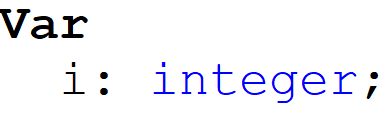 Var
i: integer;